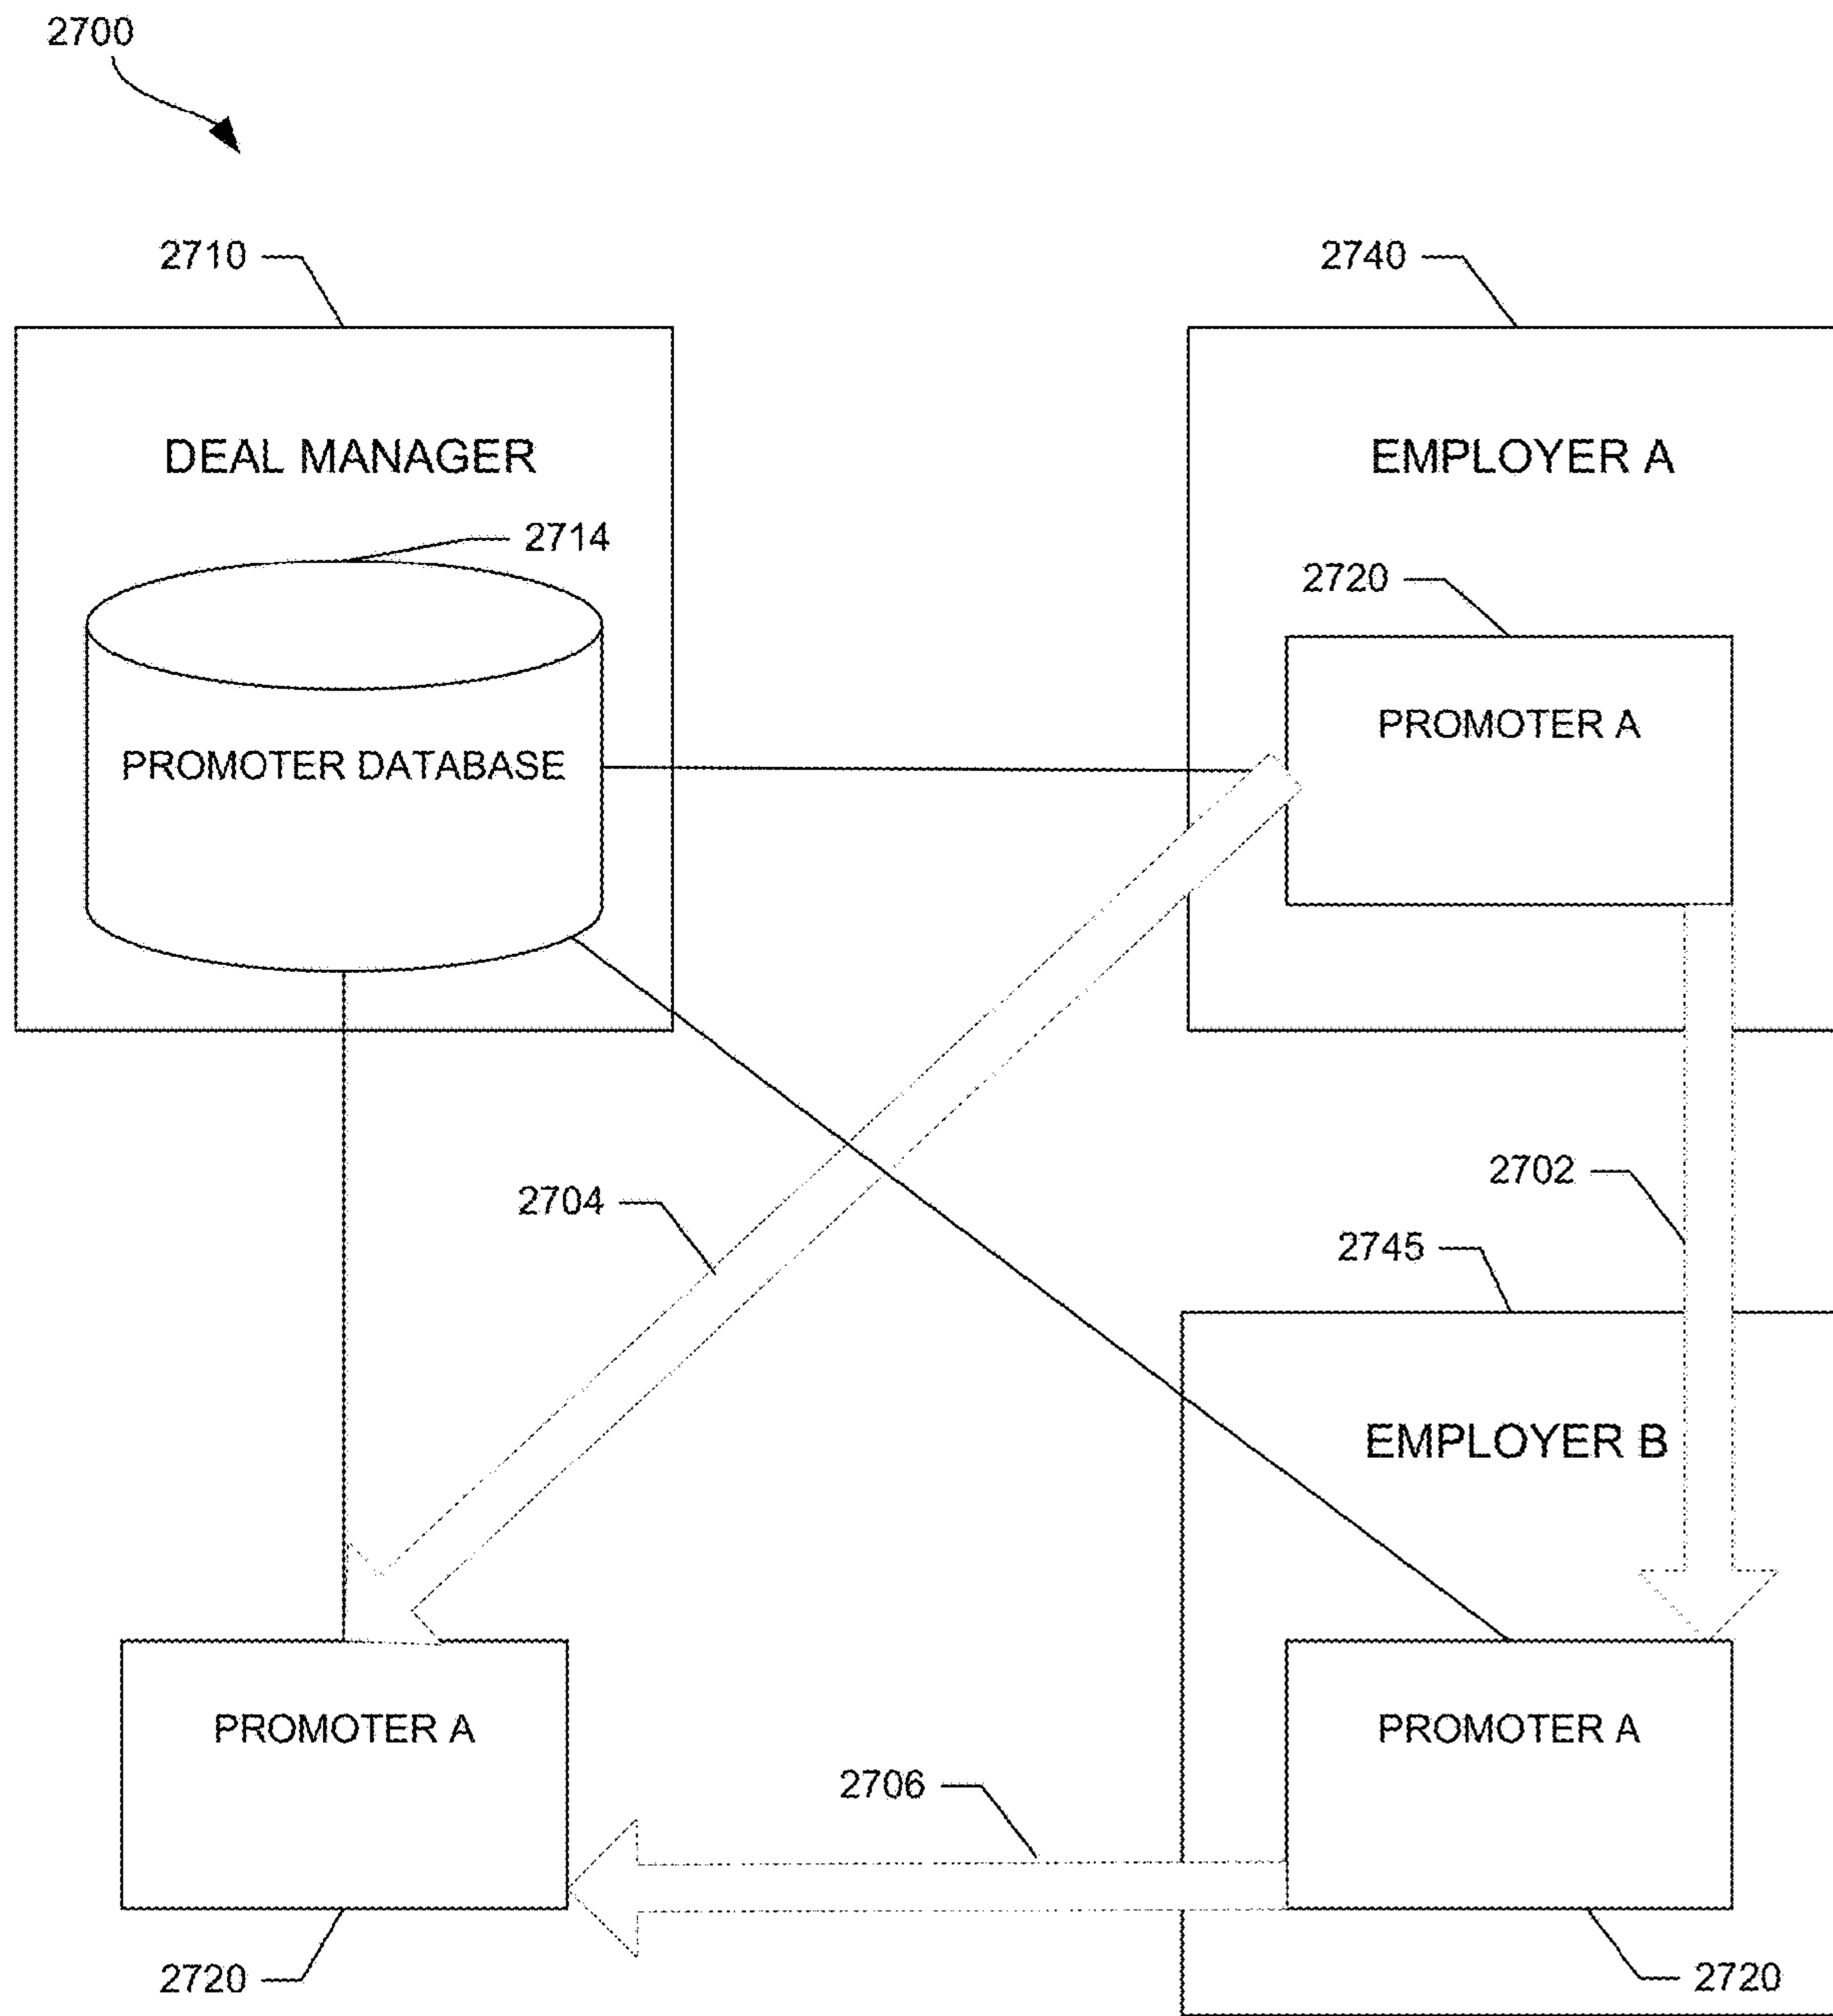 2700
2710
2740
DEAL MANAGER
EMPLOYER A
2714
2720
PROMOTER A
PROMOTER DATABASE
2704
2702
2745
EMPLOYER B
PROMOTER A
PROMOTER A
2706
2720
2720